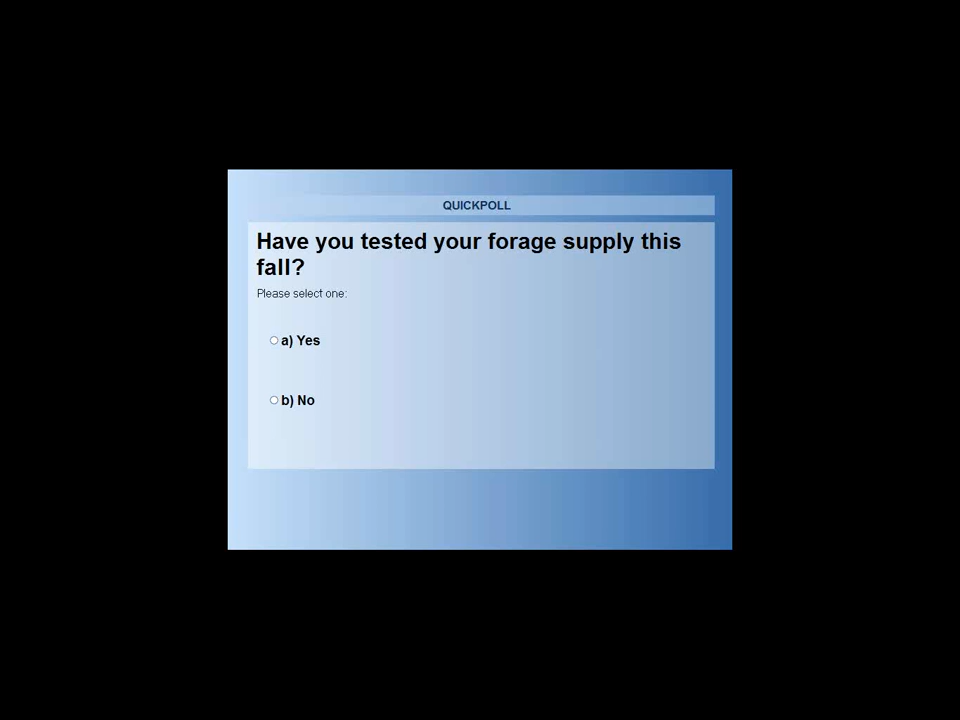 QUICKPOLL
Have you tested your forage supply this
fall?
Please select one:
a) Yes
b) No